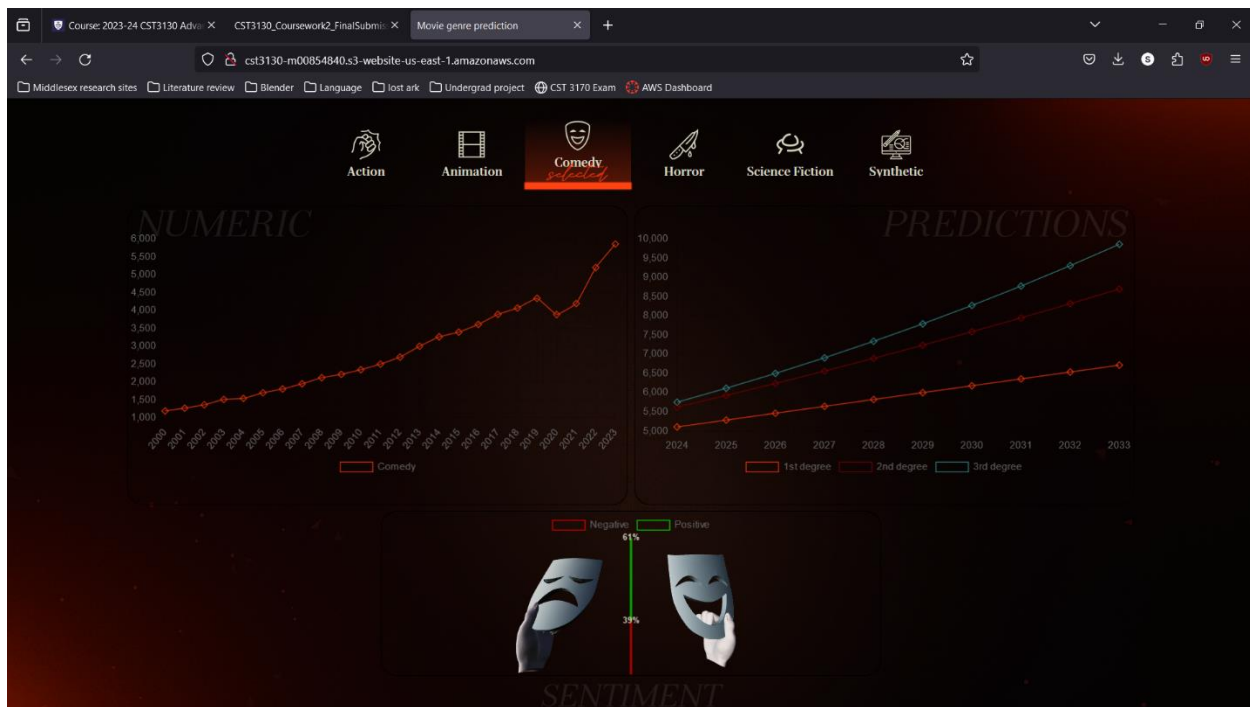 Course: 2023-24 CST3130 Adva
CST3130_Coursework2_FinalSubmis
Movie genre prediction
cst3130-m00854840.s3-website-us-east-1.amazonaws.com
Middlesex research sites
Literature review
Blender
Language
lost ark
Undergrad project
CST 3170 Exam
AWS Dashboard
Action
Animation
Comedy
selected
Horror
Science Fiction
Synthetic
NUMERIC
6,000
5,500
5,000
4,500
4,000
3,500
3,000
2,500
2,000
1,500
1,000
2000
2001
2002
2003
2004
2005
2006
2007
2008
2009
2010
2011
2012
2013
2014
2015
2016
2017
2018
2019
2020
2021
2022
2023
Comedy
PREDICTIONS
10,000
9,500
9,000
8,500
8,000
7,500
7,000
6,500
6,000
5,500
5,000
2024
2025
2026
2027
2028
2029
2030
2031
2032
2033
1st degree
2nd degree
3rd degree
Negative
Positive
61%
39%
SENTIMENT